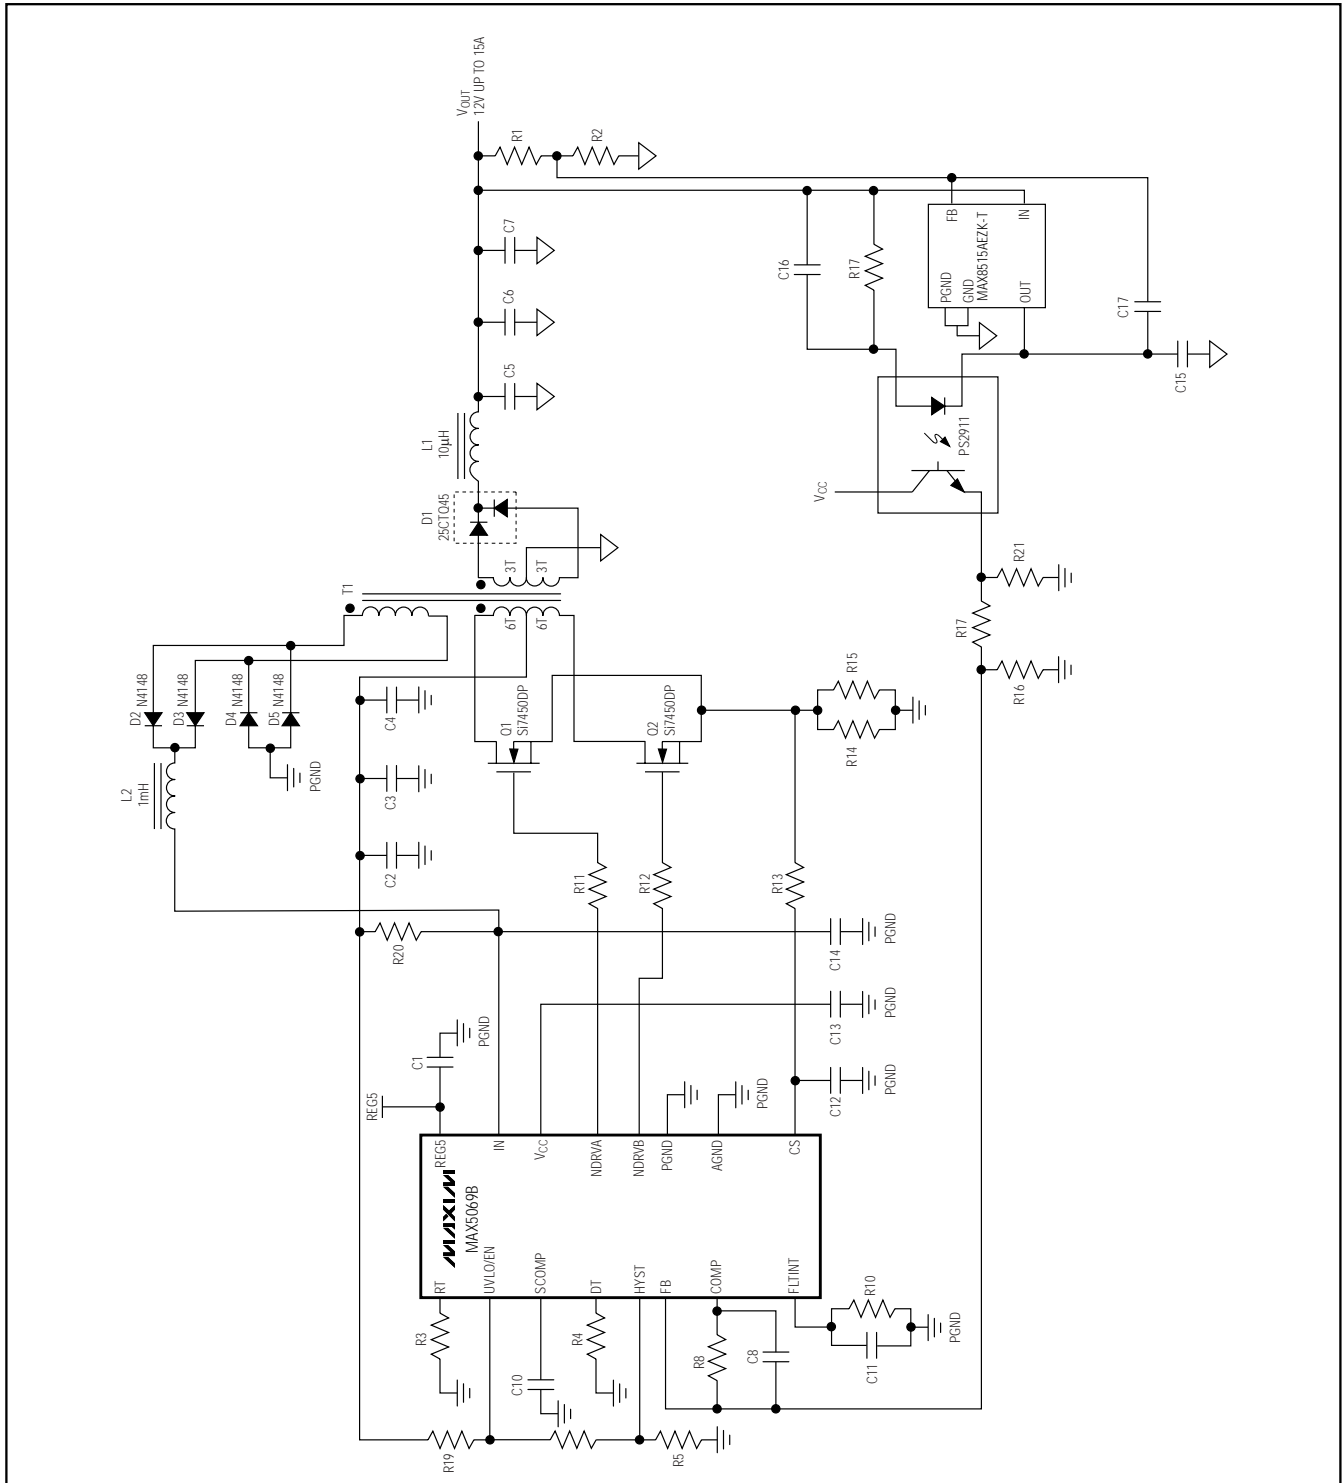 VOUT
12V UP TO 15A
R1
R2
C7
C6
C5
L1
10µH
D1
25CTQ45
3T
3T
T1
6T
6T
D2 N4148
D3 N4148
D4 N4148
D5 N4148
PGND
L2
1mH
C4
C3
C2
Q1
Si7450DP
Q2
Si7450DP
R11
R12
R13
R14
R15
R20
C14
PGND
C13
PGND
C12
PGND
C1
PGND
REG5
REG5
IN
VCC
NDRVA
NDRVB
PGND
AGND
PGND
CS
MAXIM
MAX5069B
RT
UVLO/EN
SCOMP
DT
HYST
FB
COMP
FLTINT
R3
C10
R4
R8
C8
C11
R10
PGND
R19
R5
C16
R17
FB
IN
MAX8515AEZK-T
PGND
GND
OUT
C17
C15
PS2911
VCC
R21
R17
R16